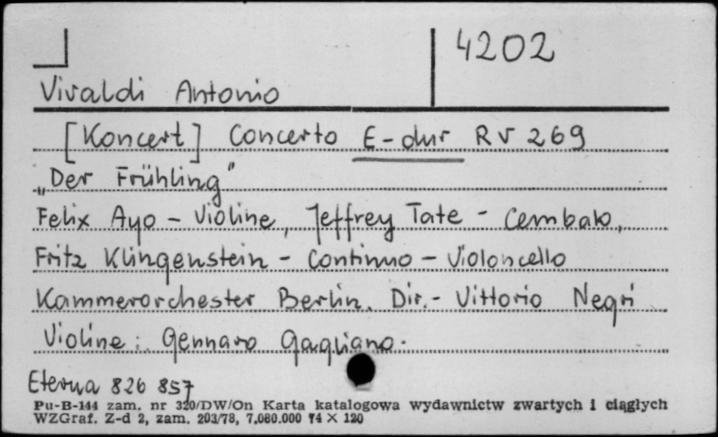 4202
Vivaldi Antonio
[Koncert] Concerto E-dur RV 269
„Der Frühling"
Felix Ayo - Violine, Jeffrey Tate - Cembalo,
Fritz Klingenstein - Continuo - Violoncello
Kammerorchester Berlin. Dir. - Vittorio Negri
Violine: Gennaro Gagliano.
Eterna 826 857
Pu-B-144 zam. nr 320/DW/On Karta katalogowa wydawnictw zwartych i ciągłych
WZGraf. Z-d 2, zam. 203/78, 7.080.000 74 X 120